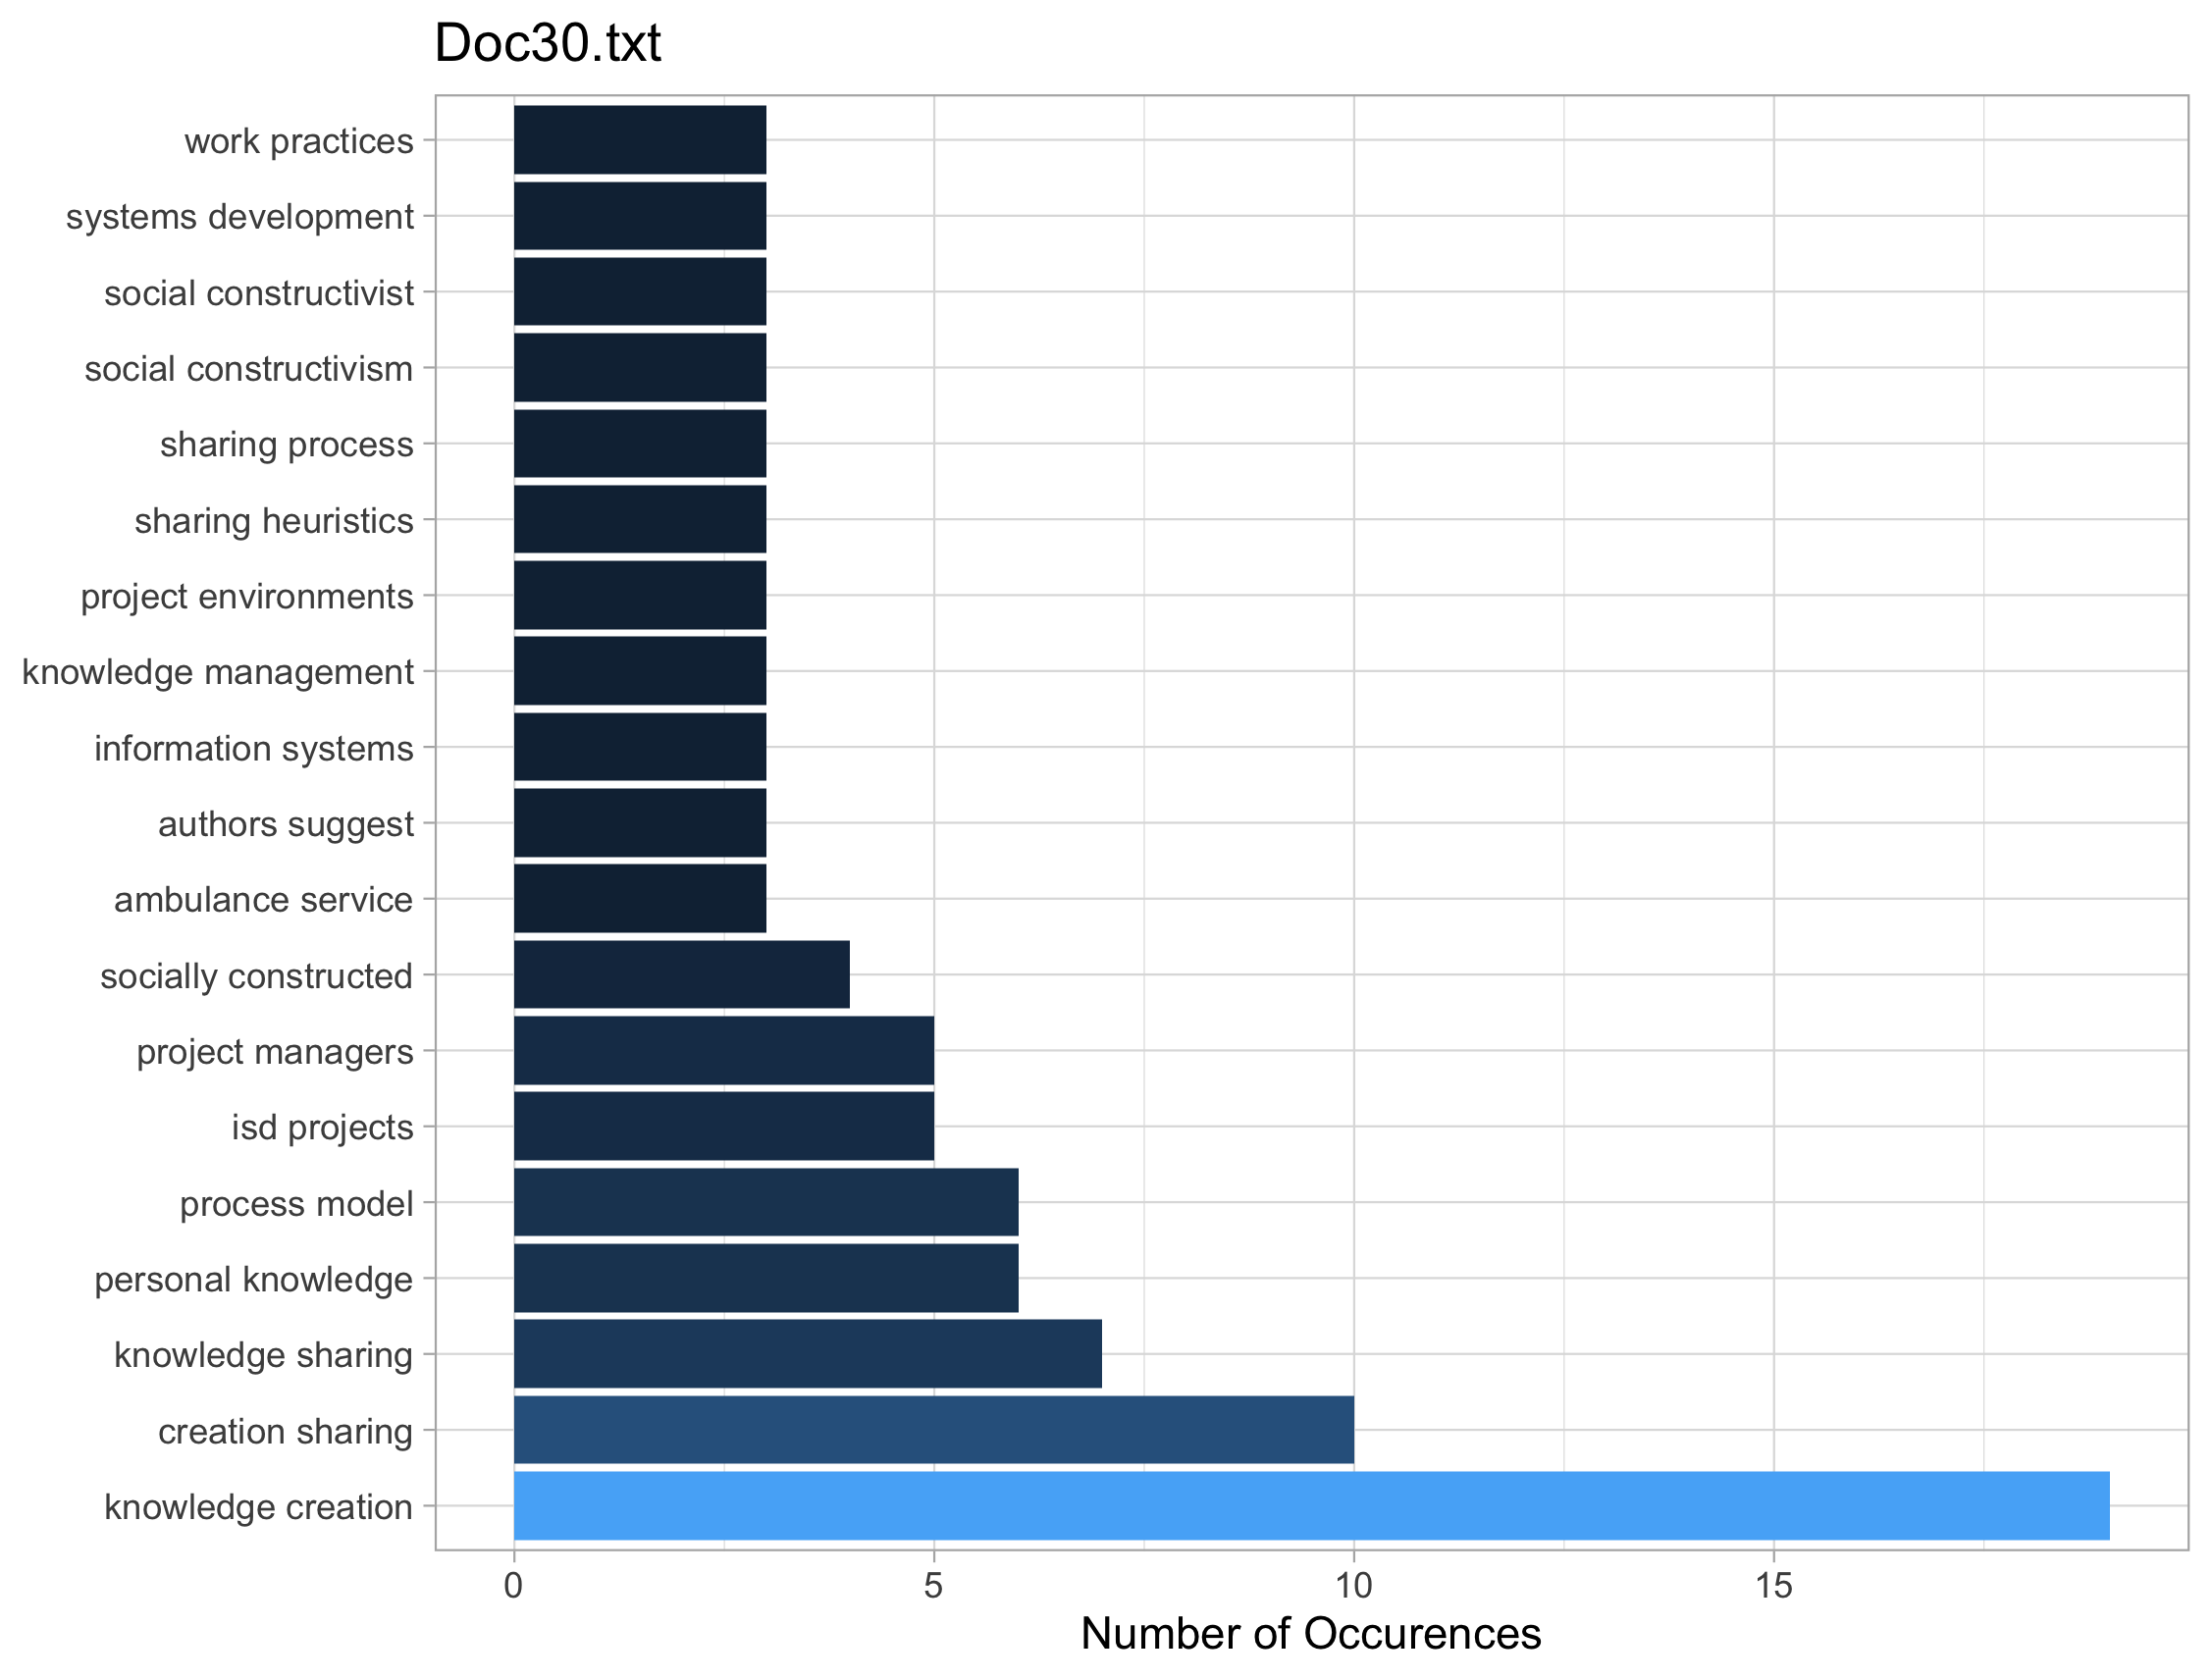 Doc30.txt
work practices
systems development
social constructivist
social constructivism
sharing process
sharing heuristics
project environments
knowledge management
information systems
authors suggest
ambulance service
socially constructed
project managers
isd projects
process model
personal knowledge
knowledge sharing
creation sharing
knowledge creation
0 5 10 15
Number of Occurences